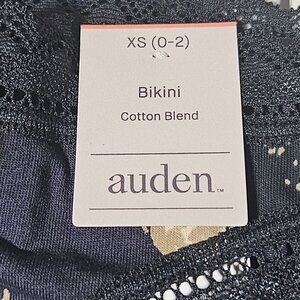 XS (0-2)
Bikini
Cotton Blend
auden™